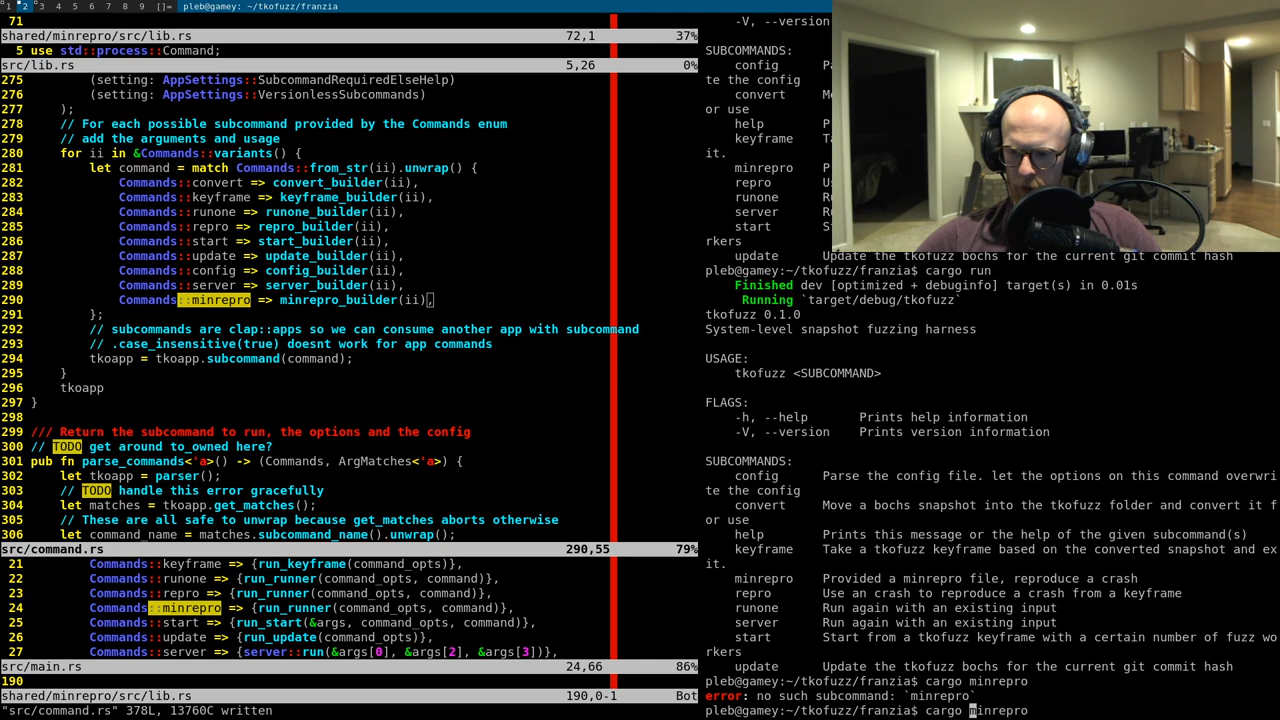 1 2 3 4 5 6 7 8 9 []= pleb@gamey: ~/tkofuzz/franzia
71
shared/minrepro/src/lib.rs 72,1 37%
5 use std::process::Command;
src/lib.rs 5,26 0%
275 (setting: AppSettings::SubcommandRequiredElseHelp)
276 (setting: AppSettings::VersionlessSubcommands)
277 );
278 // For each possible subcommand provided by the Commands enum
279 // add the arguments and usage
280 for ii in &Commands::variants() {
281 let command = match Commands::from_str(ii).unwrap() {
282 Commands::convert => convert_builder(ii),
283 Commands::keyframe => keyframe_builder(ii),
284 Commands::runone => runone_builder(ii),
285 Commands::repro => repro_builder(ii),
286 Commands::start => start_builder(ii),
287 Commands::update => update_builder(ii),
288 Commands::config => config_builder(ii),
289 Commands::server => server_builder(ii),
290 Commands::minrepro => minrepro_builder(ii),
291 };
292 // subcommands are clap::apps so we can consume another app with subcommand
293 // .case_insensitive(true) doesnt work for app commands
294 tkoapp = tkoapp.subcommand(command);
295 }
296 tkoapp
297 }
298
299 /// Return the subcommand to run, the options and the config
300 // TODO get around to_owned here?
301 pub fn parse_commands<'a>() -> (Commands, ArgMatches<'a>) {
302 let tkoapp = parser();
303 // TODO handle this error gracefully
304 let matches = tkoapp.get_matches();
305 // These are all safe to unwrap because get_matches aborts otherwise
306 let command_name = matches.subcommand_name().unwrap();
src/command.rs 290,55 79%
21 Commands::keyframe => {run_keyframe(command_opts)},
22 Commands::runone => {run_runner(command_opts, command)},
23 Commands::repro => {run_runner(command_opts, command)},
24 Commands::minrepro => {run_runner(command_opts, command)},
25 Commands::start => {run_start(&args, command_opts, command)},
26 Commands::update => {run_update(command_opts)},
27 Commands::server => {server::run(&args[0], &args[2], &args[3])},
src/main.rs 24,66 86%
190
shared/minrepro/src/lib.rs 190,0-1 Bot
"src/command.rs" 378L, 13760C written
-V, --version
SUBCOMMANDS:
config Pa
te the config
convert Mo
or use
help P
keyframe Ta
it.
minrepro P
repro Us
runone Ru
server Ru
start St
rkers
update Update the tkofuzz bochs for the current git commit hash
pleb@gamey:~/tkofuzz/franzia$ cargo run
Finished dev [optimized + debuginfo] target(s) in 0.01s
Running `target/debug/tkofuzz`
tkofuzz 0.1.0
System-level snapshot fuzzing harness
USAGE:
tkofuzz <SUBCOMMAND>
FLAGS:
-h, --help Prints help information
-V, --version Prints version information
SUBCOMMANDS:
config Parse the config file. let the options on this command overwri
te the config
convert Move a bochs snapshot into the tkofuzz folder and convert it f
or use
help Prints this message or the help of the given subcommand(s)
keyframe Take a tkofuzz keyframe based on the converted snapshot and ex
it.
minrepro Provided a minrepro file, reproduce a crash
repro Use an crash to reproduce a crash from a keyframe
runone Run again with an existing input
server Run again with an existing input
start Start from a tkofuzz keyframe with a certain number of fuzz wo
rkers
update Update the tkofuzz bochs for the current git commit hash
pleb@gamey:~/tkofuzz/franzia$ cargo minrepro
error: no such subcommand: `minrepro`
pleb@gamey:~/tkofuzz/franzia$ cargo minrepro